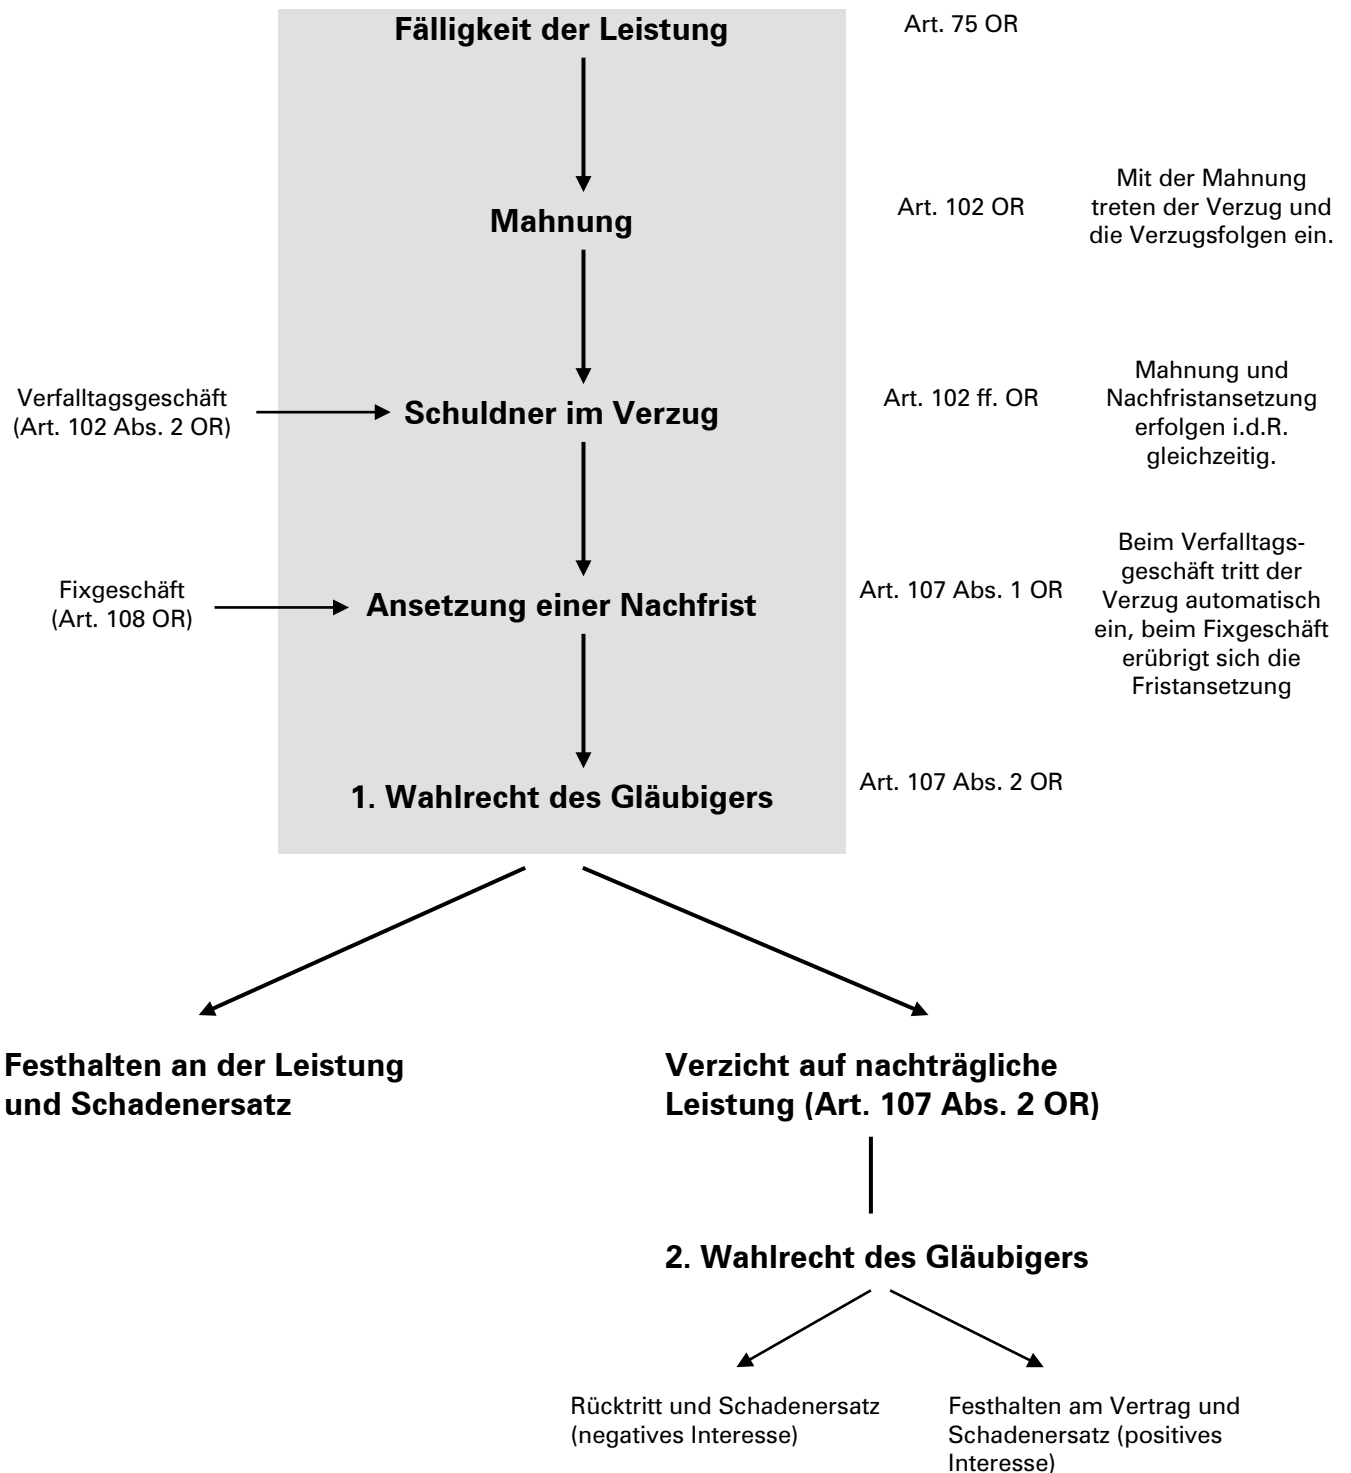 Fälligkeit der Leistung
Art. 75 OR
Mahnung
Art. 102 OR
Mit der Mahnung
treten der Verzug und
die Verzugsfolgen ein.
Verfalltagsgeschäft
(Art. 102 Abs. 2 OR)
Schuldner im Verzug
Art. 102 ff. OR
Mahnung und
Nachfristansetzung
erfolgen i.d.R.
gleichzeitig.
Fixgeschäft
(Art. 108 OR)
Ansetzung einer Nachfrist
Art. 107 Abs. 1 OR
Beim Verfalltags-
geschäft tritt der
Verzug automatisch
ein, beim Fixgeschäft
erübrigt sich die
Fristansetzung
1. Wahlrecht des Gläubigers
Art. 107 Abs. 2 OR
Festhalten an der Leistung
und Schadenersatz
Verzicht auf nachträgliche
Leistung (Art. 107 Abs. 2 OR)
2. Wahlrecht des Gläubigers
Rücktritt und Schadenersatz
(negatives Interesse)
Festhalten am Vertrag und
Schadenersatz (positives
Interesse)